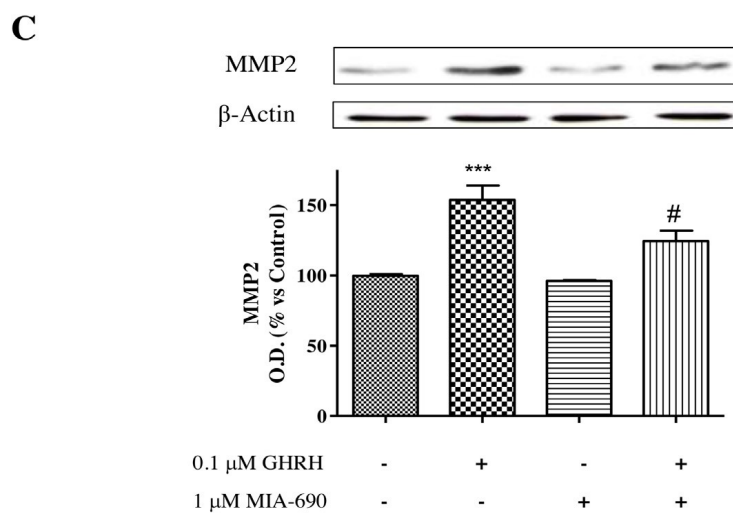 C
MMP2
β-Actin
MMP2
O.D. (% vs Control)
150
100
50
0
***
#
0.1 μM GHRH - + - +
1 μM MIA-690 - - + +